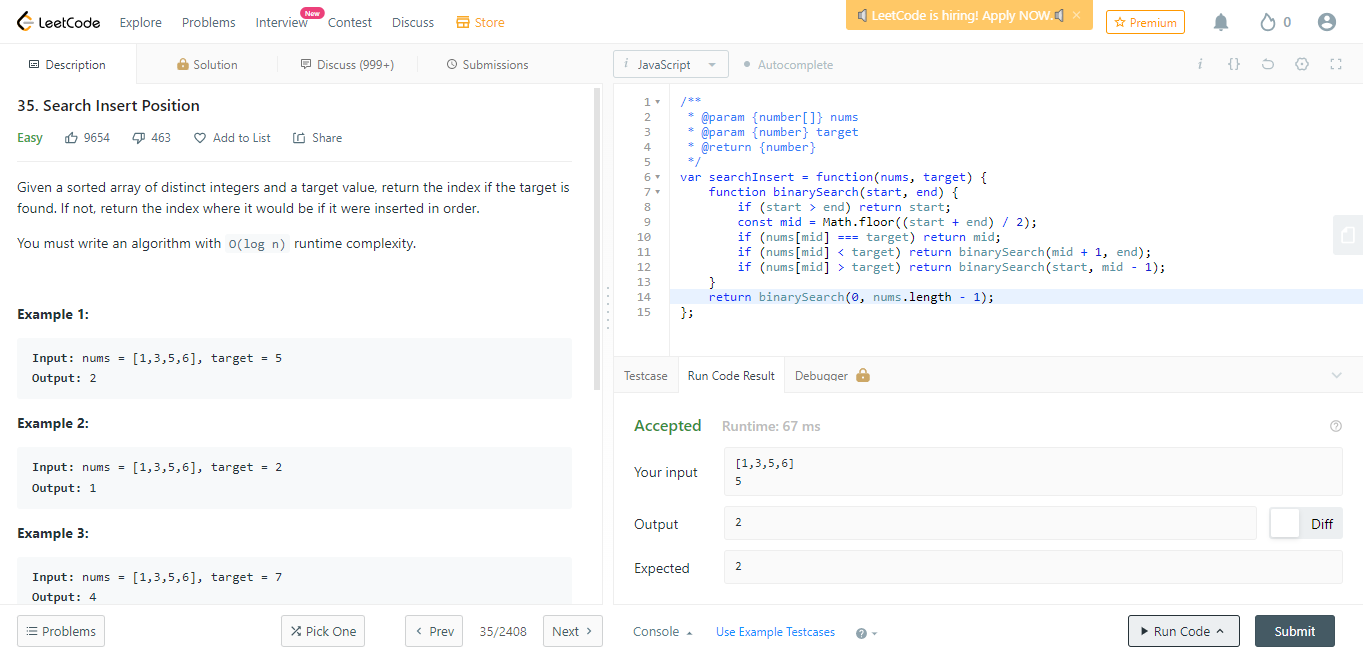 LeetCode Explore Problems Interview New Contest Discuss Store LeetCode is hiring! Apply NOW. × Premium 0
Description Solution Discuss (999+) Submissions
35. Search Insert Position
Easy 9654 463 Add to List Share
Given a sorted array of distinct integers and a target value, return the index if the target is
found. If not, return the index where it would be if it were inserted in order.
You must write an algorithm with O(log n) runtime complexity.
Example 1:
Input: nums = [1,3,5,6], target = 5
Output: 2
Example 2:
Input: nums = [1,3,5,6], target = 2
Output: 1
Example 3:
Input: nums = [1,3,5,6], target = 7
Output: 4
Problems Pick One Prev 35/2408 Next
i JavaScript Autocomplete i {}
1 /**
2 * @param {number[]} nums
3 * @param {number} target
4 * @return {number}
5 */
6 var searchInsert = function(nums, target) {
7 function binarySearch(start, end) {
8 if (start > end) return start;
9 const mid = Math.floor((start + end) / 2);
10 if (nums[mid] === target) return mid;
11 if (nums[mid] < target) return binarySearch(mid + 1, end);
12 if (nums[mid] > target) return binarySearch(start, mid - 1);
13 }
14 return binarySearch(0, nums.length - 1);
15 };
Testcase Run Code Result Debugger
Accepted Runtime: 67 ms ?
Your input [1,3,5,6]
5
Output 2 Diff
Expected 2
Console Use Example Testcases ? Run Code Submit